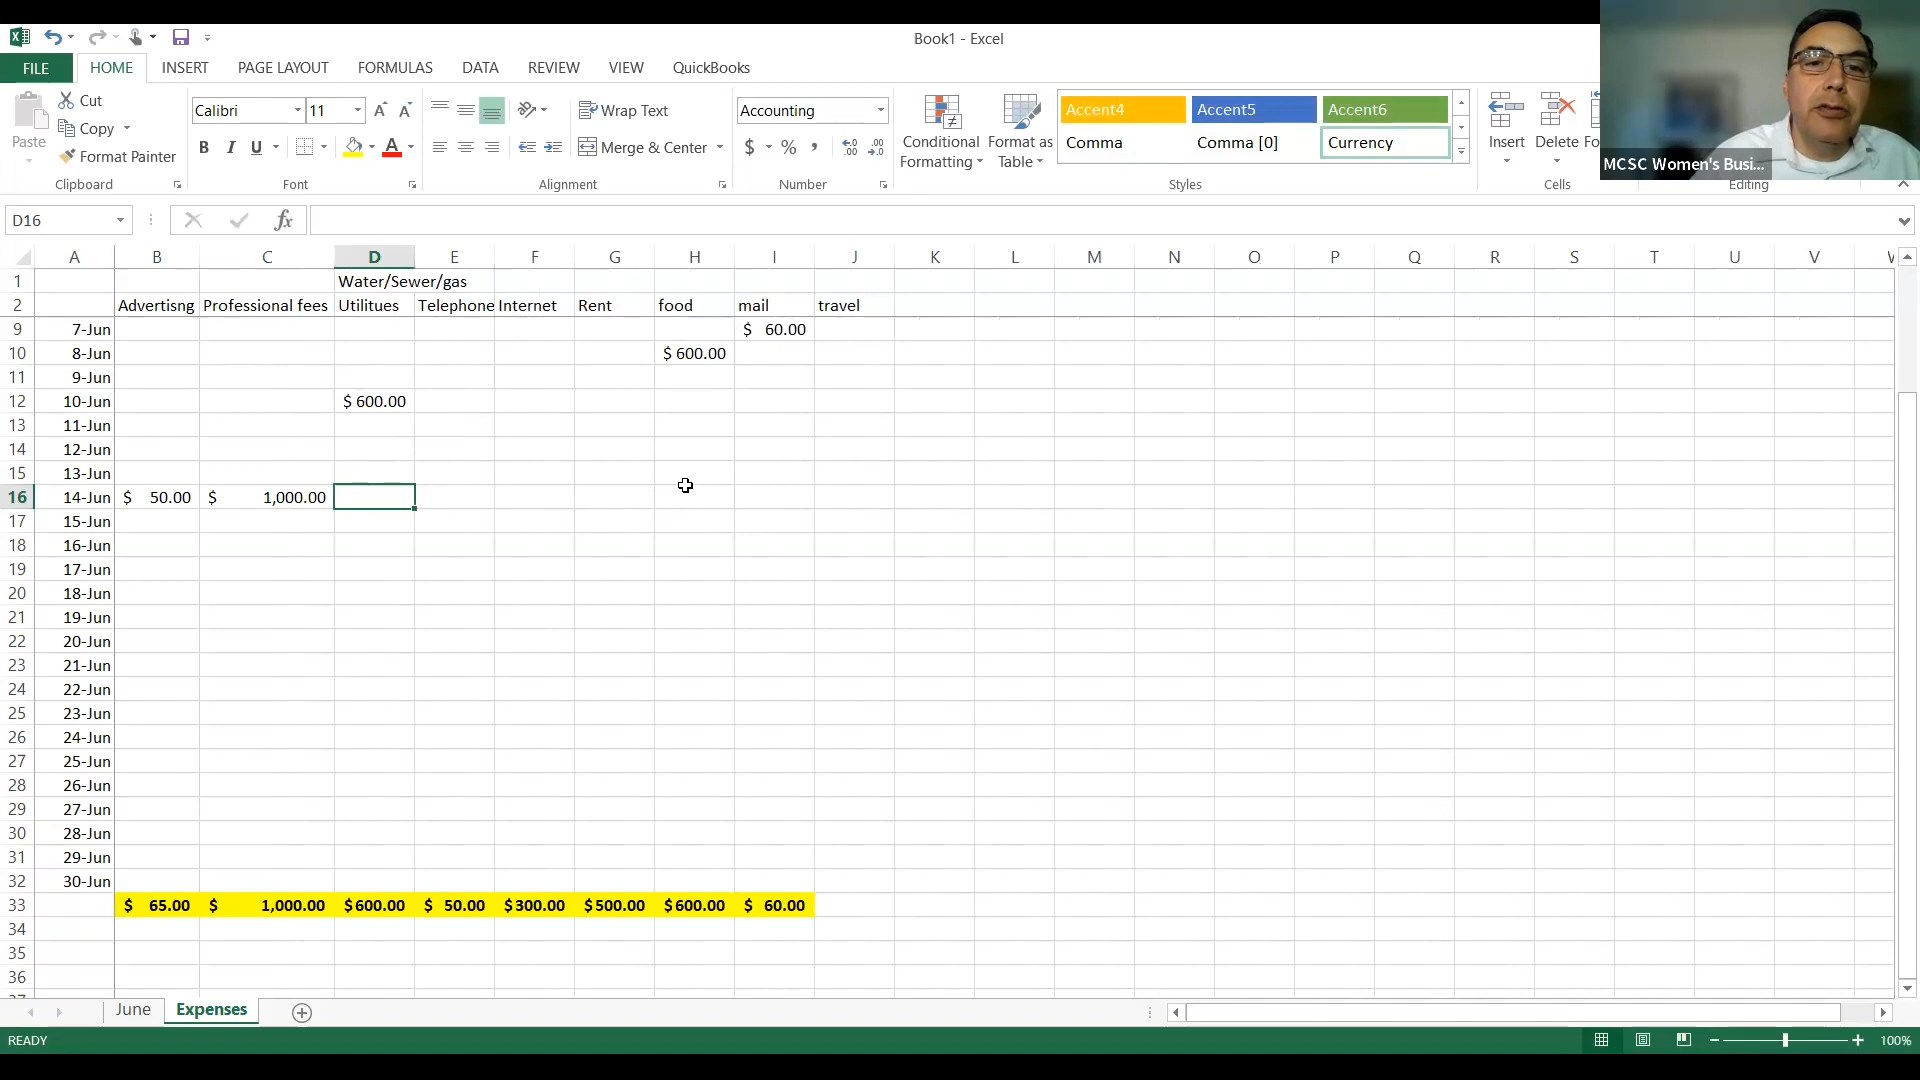 Book1 - Excel
FILE HOME INSERT PAGE LAYOUT FORMULAS DATA REVIEW VIEW QuickBooks
Cut
Copy
Format Painter
Paste
Calibri 11
B I U
Wrap Text
Merge & Center
Accounting
$ % ,
Conditional Formatting
Format as Table
Accent4 Accent5 Accent6
Comma Comma [0] Currency
Insert Delete Fo
MCSC Women's Busi...
Clipboard Font Alignment Number Styles Cells Editing
D16 fx
A B C D E F G H I J K L M N O P Q R S T U V
1 Water/Sewer/gas
2 Advertisng Professional fees Utilitues Telephone Internet Rent food mail travel
9 7-Jun $ 60.00
10 8-Jun $ 600.00
11 9-Jun
12 10-Jun $ 600.00
13 11-Jun
14 12-Jun
15 13-Jun
16 14-Jun $ 50.00 $ 1,000.00
17 15-Jun
18 16-Jun
19 17-Jun
20 18-Jun
21 19-Jun
22 20-Jun
23 21-Jun
24 22-Jun
25 23-Jun
26 24-Jun
27 25-Jun
28 26-Jun
29 27-Jun
30 28-Jun
31 29-Jun
32 30-Jun
33 $ 65.00 $ 1,000.00 $ 600.00 $ 50.00 $ 300.00 $ 500.00 $ 600.00 $ 60.00
34
35
36
June Expenses
READY 100%